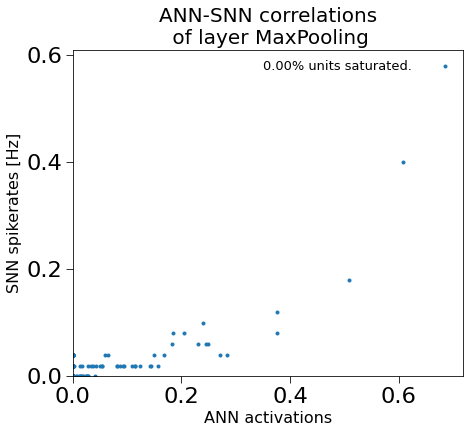 ANN-SNN correlations
of layer MaxPooling
0.00% units saturated.
0.6
0.4
0.2
0.0
SNN spikerates [Hz]
0.0 0.2 0.4 0.6
ANN activations